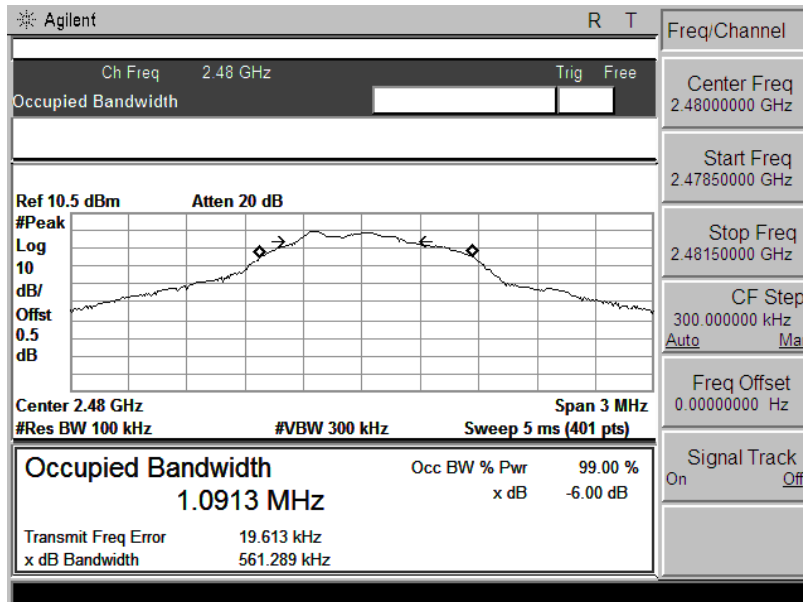 Agilent R T
Ch Freq 2.48 GHz Trig Free
Occupied Bandwidth
Ref 10.5 dBm Atten 20 dB
#Peak
Log
10
dB/
Offst
0.5
dB
Center 2.48 GHz Span 3 MHz
#Res BW 100 kHz #VBW 300 kHz Sweep 5 ms (401 pts)
Occupied Bandwidth Occ BW % Pwr 99.00 %
1.0913 MHz x dB -6.00 dB
Transmit Freq Error 19.613 kHz
x dB Bandwidth 561.289 kHz
Freq/Channel
Center Freq
2.48000000 GHz
Start Freq
2.47850000 GHz
Stop Freq
2.48150000 GHz
CF Step
300.000000 kHz
Auto Ma
Freq Offset
0.00000000 Hz
Signal Track
On Off